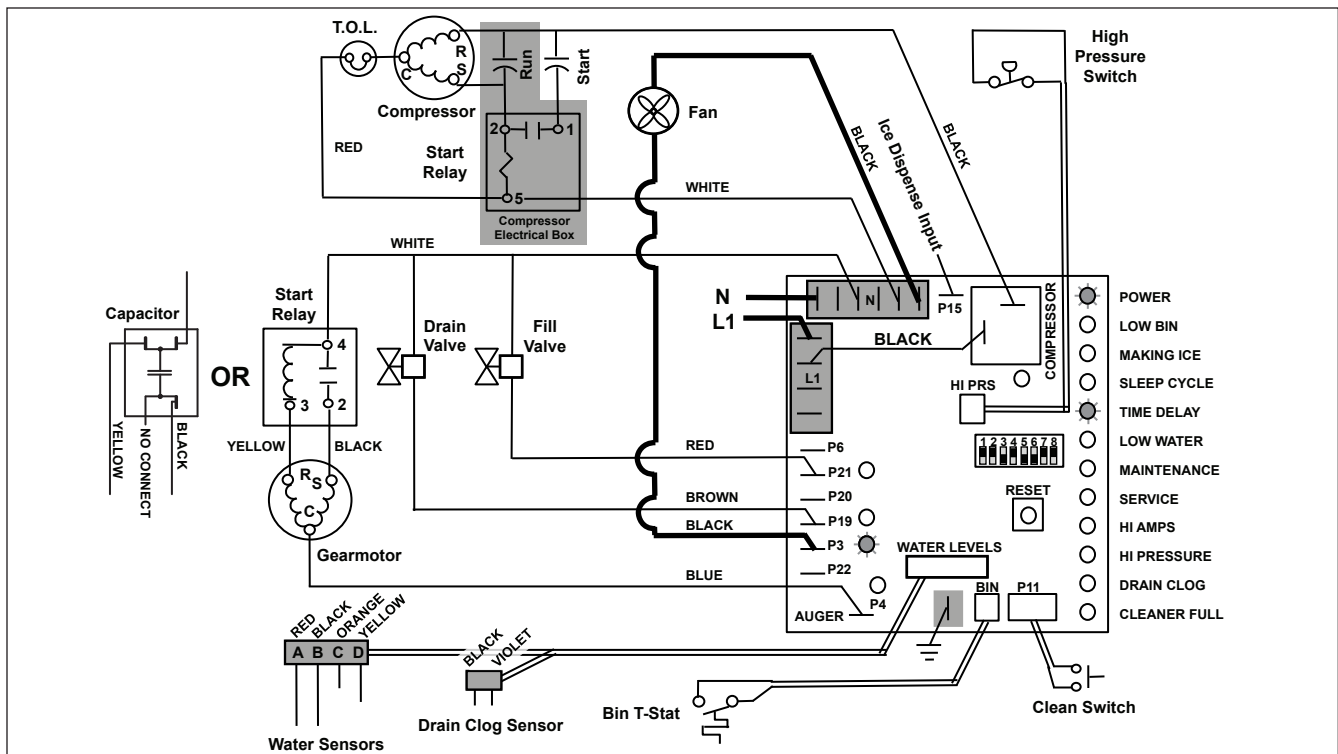 T.O.L.
R
C
S
Compressor
Run
Start
High
Pressure
Switch
2
1
Fan
RED
Start
Relay
5
Compressor
Electrical Box
WHITE
BLACK
Ice Dispense Input
BLACK
WHITE
Capacitor
Start
Relay
4
OR
3
2
Drain
Valve
Fill
Valve
N
N
P15
L1
BLACK
L1
COMPRESSOR
HI PRS
POWER
LOW BIN
MAKING ICE
SLEEP CYCLE
TIME DELAY
LOW WATER
MAINTENANCE
SERVICE
HI AMPS
HI PRESSURE
DRAIN CLOG
CLEANER FULL
YELLOW
NO CONNECT
BLACK
YELLOW
BLACK
R
S
C
Gearmotor
RED
P6
P21
P20
BROWN
P19
BLACK
P3
P22
BLUE
P4
AUGER
1 2 3 4 5 6 7 8
RESET
WATER LEVELS
BIN
P11
RED
BLACK
ORANGE
YELLOW
A B C D
Water Sensors
BLACK
VIOLET
Drain Clog Sensor
Bin T-Stat
Clean Switch